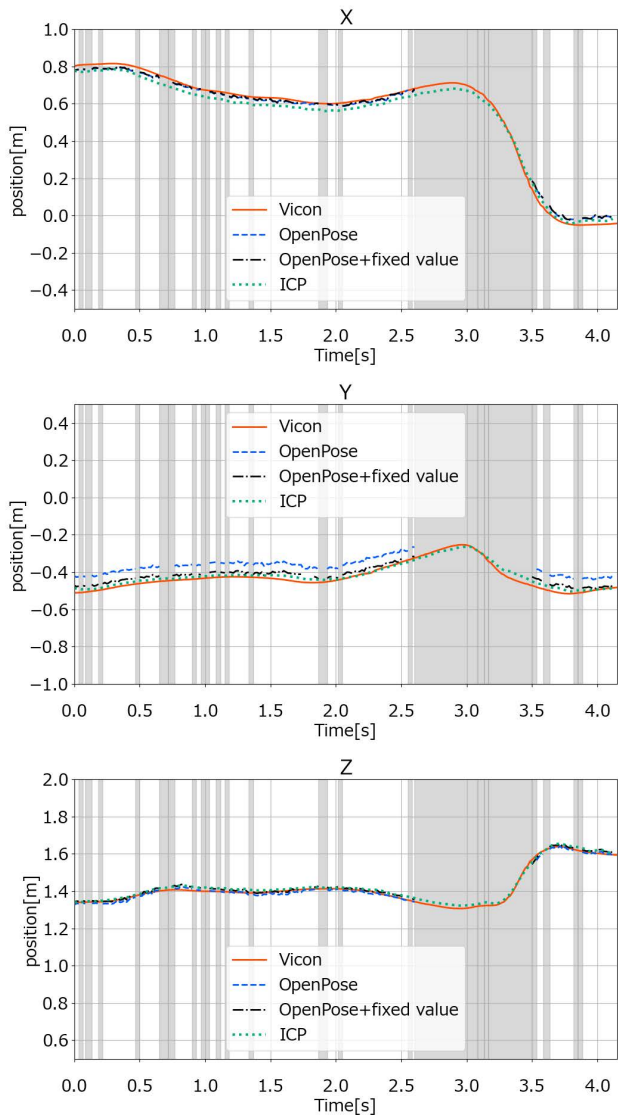 X
1.0
0.8
0.6
0.4
0.2
0.0
−0.2
−0.4
position[m]
Vicon
OpenPose
OpenPose+fixed value
ICP
0.0 0.5 1.0 1.5 2.0 2.5 3.0 3.5 4.0
Time[s]
Y
0.4
0.2
0.0
−0.2
−0.4
−0.6
−0.8
−1.0
position[m]
Vicon
OpenPose
OpenPose+fixed value
ICP
0.0 0.5 1.0 1.5 2.0 2.5 3.0 3.5 4.0
Time[s]
Z
2.0
1.8
1.6
1.4
1.2
1.0
0.8
0.6
position[m]
Vicon
OpenPose
OpenPose+fixed value
ICP
0.0 0.5 1.0 1.5 2.0 2.5 3.0 3.5 4.0
Time[s]